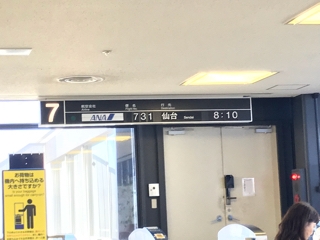 7
航空会社 便名 行先
ANA 731 仙台 Sendai 8:10
お荷物は
機内へ持ち込める
大きさですか?